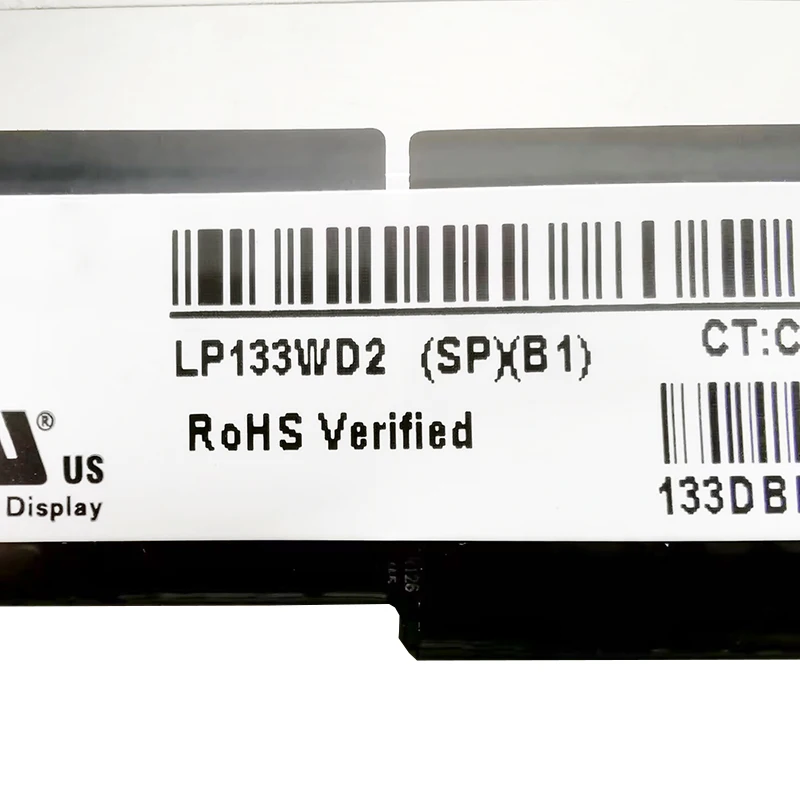 LP133WD2 (SP)(B1)
CT:C
RoHS Verified
®
US
Display
133DB